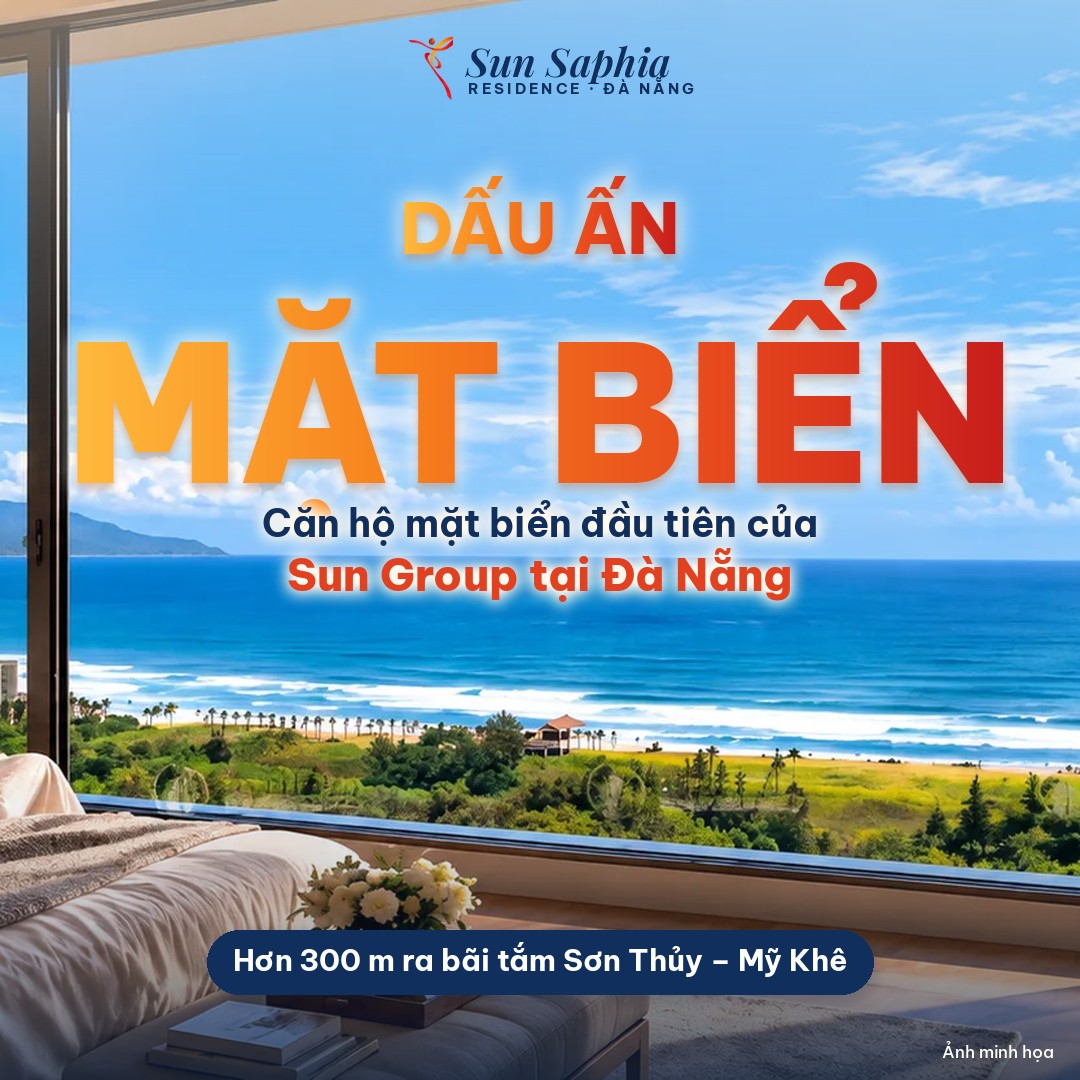 Sun Saphia
RESIDENCE · ĐÀ NẴNG
DẤU ẤN
MẶT BIỂN
Căn hộ mặt biển đầu tiên của
Sun Group tại Đà Nẵng
Hơn 300 m ra bãi tắm Sơn Thủy – Mỹ Khê
Ảnh minh họa